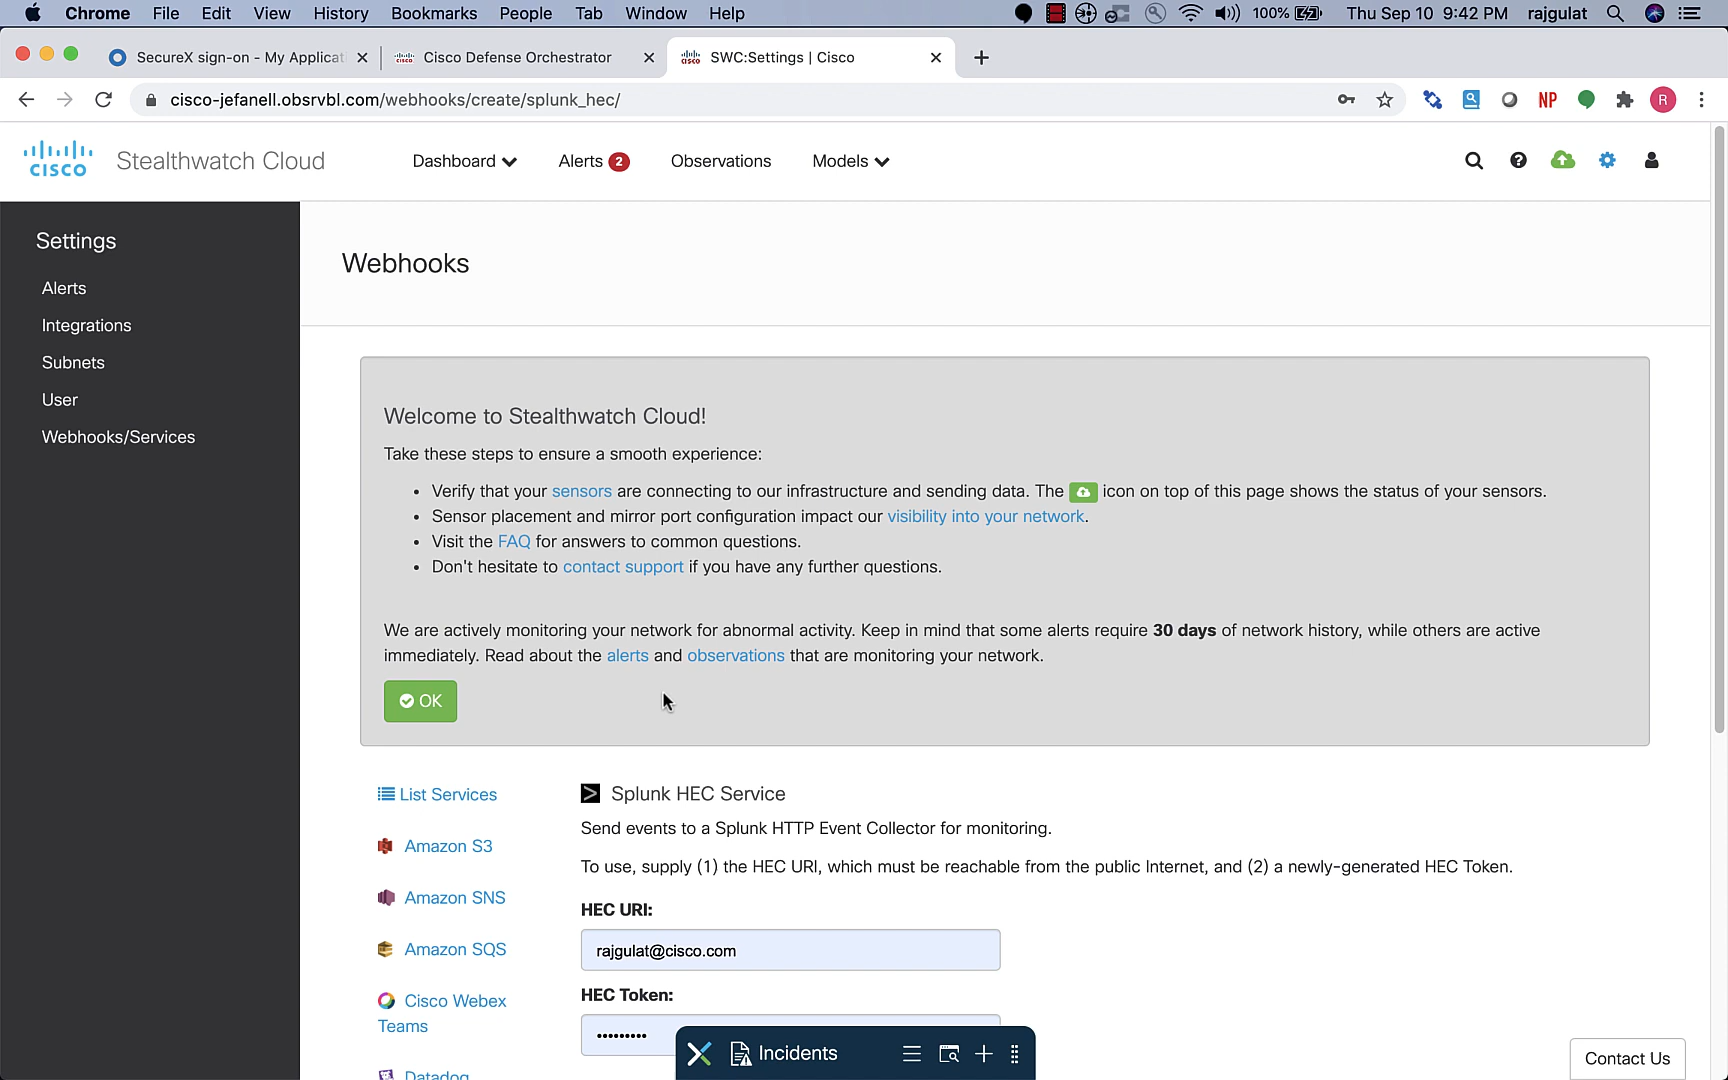 Chrome File Edit View History Bookmarks People Tab Window Help 100% Thu Sep 10 9:42 PM rajgulat
SecureX sign-on - My Applicati Cisco Defense Orchestrator SWC:Settings | Cisco
cisco-jefanell.obsrvbl.com/webhooks/create/splunk_hec/ NP R
CISCO Stealthwatch Cloud Dashboard Alerts 2 Observations Models
Settings
Alerts
Integrations
Subnets
User
Webhooks/Services
Webhooks
Welcome to Stealthwatch Cloud!
Take these steps to ensure a smooth experience:
• Verify that your sensors are connecting to our infrastructure and sending data. The icon on top of this page shows the status of your sensors.
• Sensor placement and mirror port configuration impact our visibility into your network.
• Visit the FAQ for answers to common questions.
• Don't hesitate to contact support if you have any further questions.
We are actively monitoring your network for abnormal activity. Keep in mind that some alerts require 30 days of network history, while others are active
immediately. Read about the alerts and observations that are monitoring your network.
OK
List Services
Amazon S3
Amazon SNS
Amazon SQS
Cisco Webex
Teams
Datadog
Splunk HEC Service
Send events to a Splunk HTTP Event Collector for monitoring.
To use, supply (1) the HEC URI, which must be reachable from the public Internet, and (2) a newly-generated HEC Token.
HEC URI:
rajgulat@cisco.com
HEC Token:
•••••••••
Incidents
Contact Us